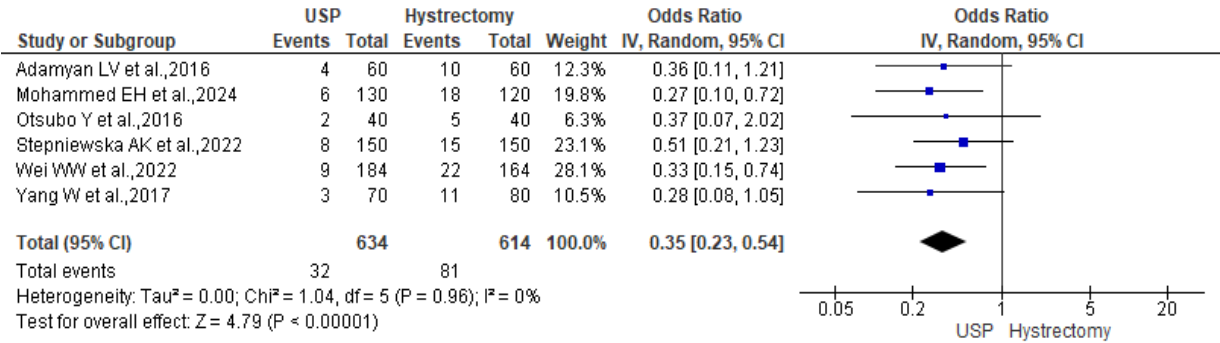 USP Hystrectomy Odds Ratio Odds Ratio
Study or Subgroup Events Total Events Total Weight IV, Random, 95% CI IV, Random, 95% CI
Adamyan LV et al.,2016 4 60 10 60 12.3% 0.36 [0.11, 1.21]
Mohammed EH et al.,2024 6 130 18 120 19.8% 0.27 [0.10, 0.72]
Otsubo Y et al.,2016 2 40 5 40 6.3% 0.37 [0.07, 2.02]
Stepniewska AK et al.,2022 8 150 15 150 23.1% 0.51 [0.21, 1.23]
Wei WW et al.,2022 9 184 22 164 28.1% 0.33 [0.15, 0.74]
Yang W et al.,2017 3 70 11 80 10.5% 0.28 [0.08, 1.05]
Total (95% CI) 634 614 100.0% 0.35 [0.23, 0.54]
Total events 32 81
Heterogeneity: Tau² = 0.00; Chi² = 1.04, df = 5 (P = 0.96); I² = 0%
Test for overall effect: Z = 4.79 (P < 0.00001)
0.05 0.2 1 5 20
USP Hystrectomy